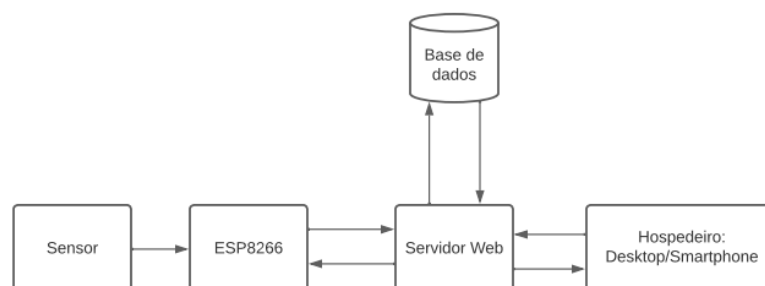 Base de
dados
Sensor
ESP8266
Servidor Web
Hospedeiro:
Desktop/Smartphone